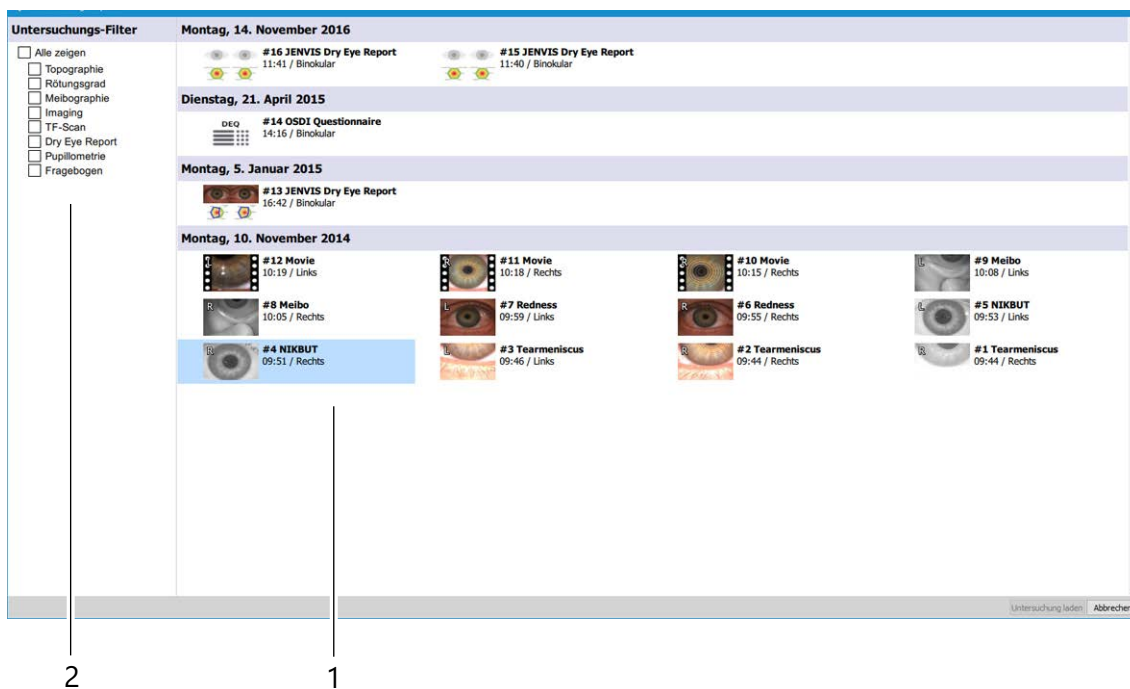 Untersuchungs-Filter
Alle zeigen
Topographie
Rötungsgrad
Meibographie
Imaging
TF-Scan
Dry Eye Report
Pupillometrie
Fragebogen
Montag, 14. November 2016
#16 JENVIS Dry Eye Report
11:41 / Binokular
#15 JENVIS Dry Eye Report
11:40 / Binokular
Dienstag, 21. April 2015
DEQ
#14 OSDI Questionnaire
14:16 / Binokular
Montag, 5. Januar 2015
#13 JENVIS Dry Eye Report
16:42 / Binokular
Montag, 10. November 2014
L
#12 Movie
10:19 / Links
R
#11 Movie
10:18 / Rechts
R
#10 Movie
10:15 / Rechts
L
#9 Meibo
10:08 / Links
R
#8 Meibo
10:05 / Rechts
L
#7 Redness
09:59 / Links
R
#6 Redness
09:55 / Rechts
L
#5 NIKBUT
09:53 / Links
R
#4 NIKBUT
09:51 / Rechts
L
#3 Tearmeniscus
09:46 / Links
R
#2 Tearmeniscus
09:44 / Rechts
R
#1 Tearmeniscus
09:44 / Rechts
Untersuchung laden
Abbrechen
2
1